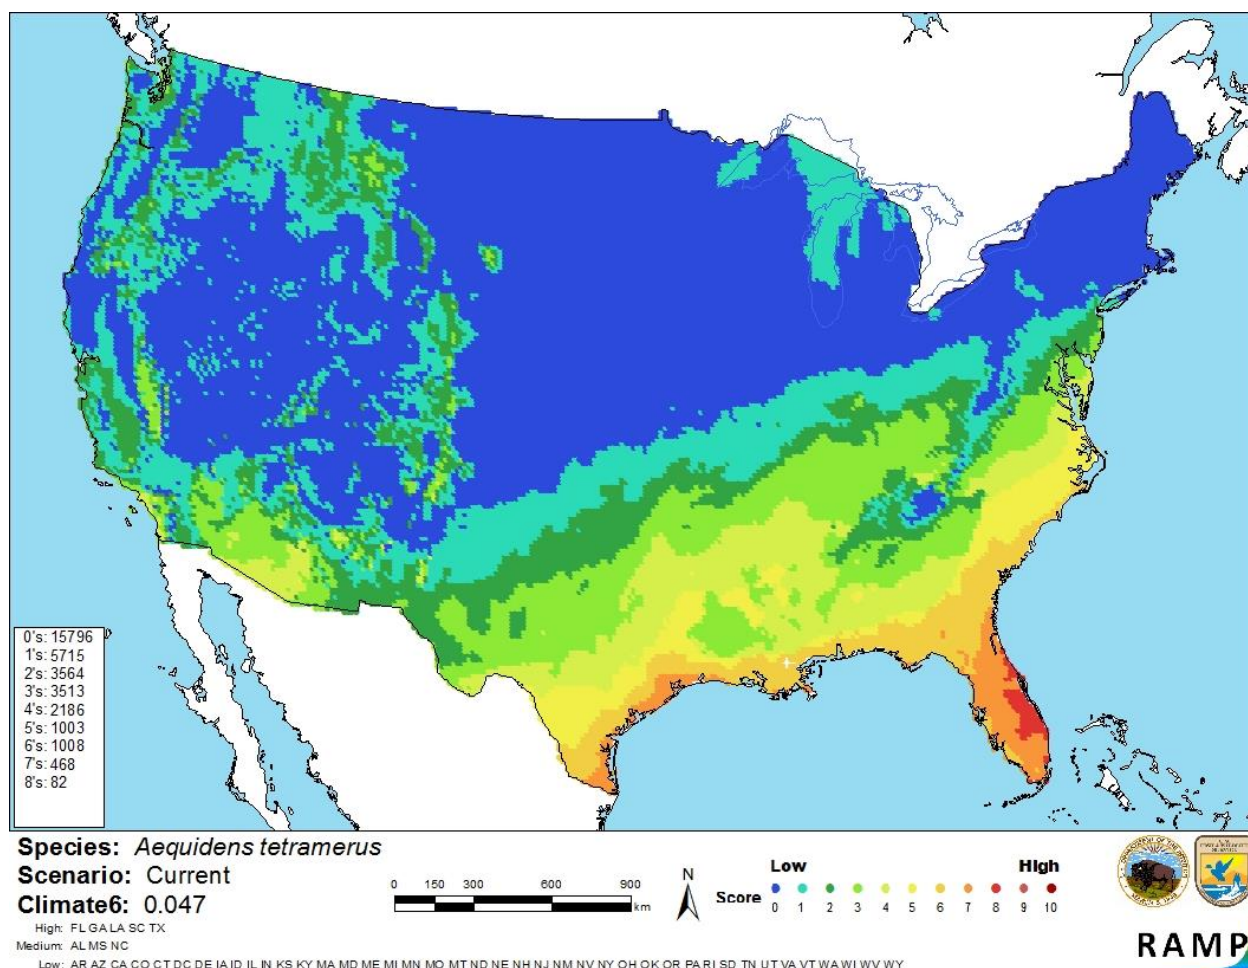 0's: 15796
1's: 5715
2's: 3564
3's: 3513
4's: 2186
5's: 1003
6's: 1008
7's: 468
8's: 82
Species: Aequidens tetramerus
Scenario: Current
Climate6: 0.047
High: FL GA LA SC TX
Medium: AL MS NC
Low: AR AZ CA CO CT DC DE IA ID IL IN KS KY MA MD ME MI MN MO MT ND NE NH NJ NM NV NY OH OK OR PA RI SD TN UT VA VT WA WI WV WY
0 150 300 600 900
km
N
Low High
Score
0 1 2 3 4 5 6 7 8 9 10
RAMP